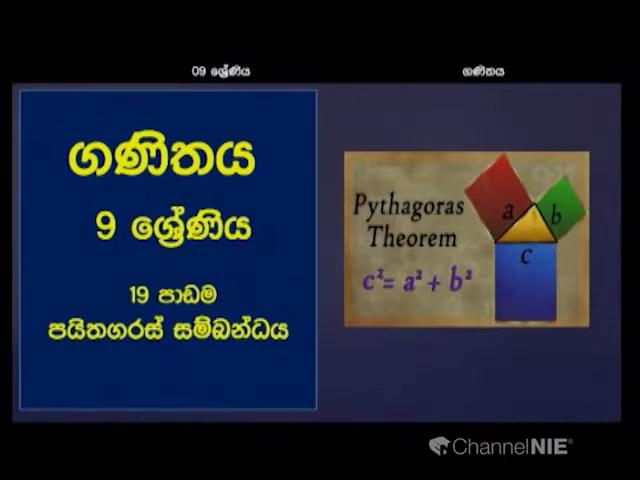 09 ශ්‍රේණිය
ගණිතය
ගණිතය
9 ශ්‍රේණිය
19 පාඩම
පයිතගරස් සම්බන්ධය
Pythagoras
Theorem
c²= a² + b²
a
b
c
ChannelNIE